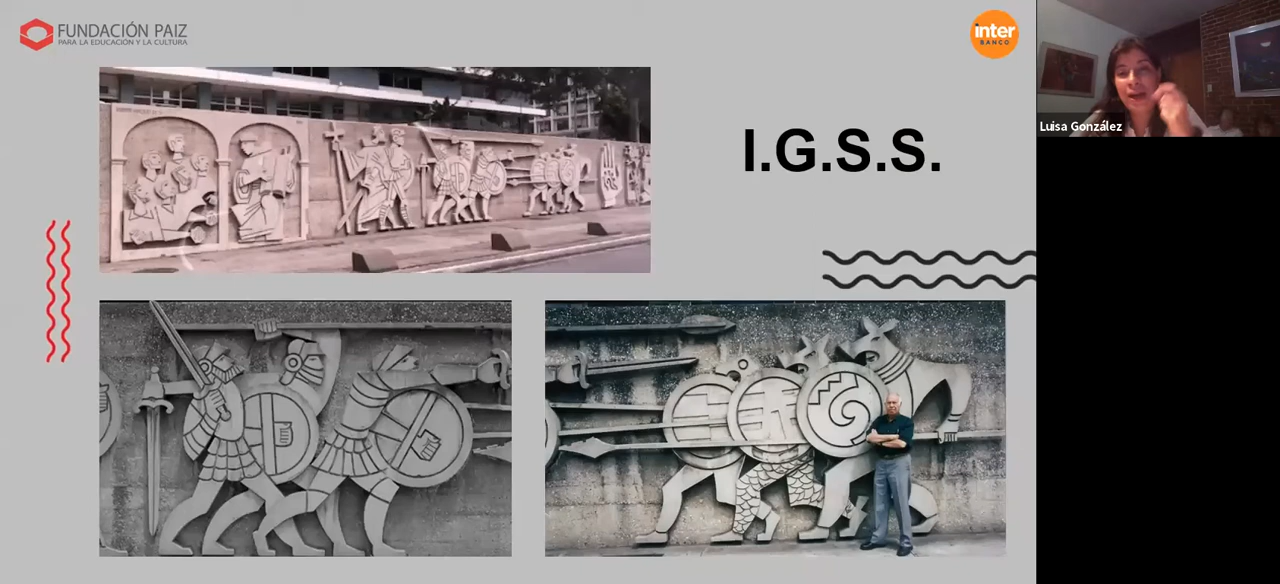 FUNDACIÓN PAIZ
PARA LA EDUCACIÓN Y LA CULTURA
inter
BANCO
I.G.S.S.
Luisa González